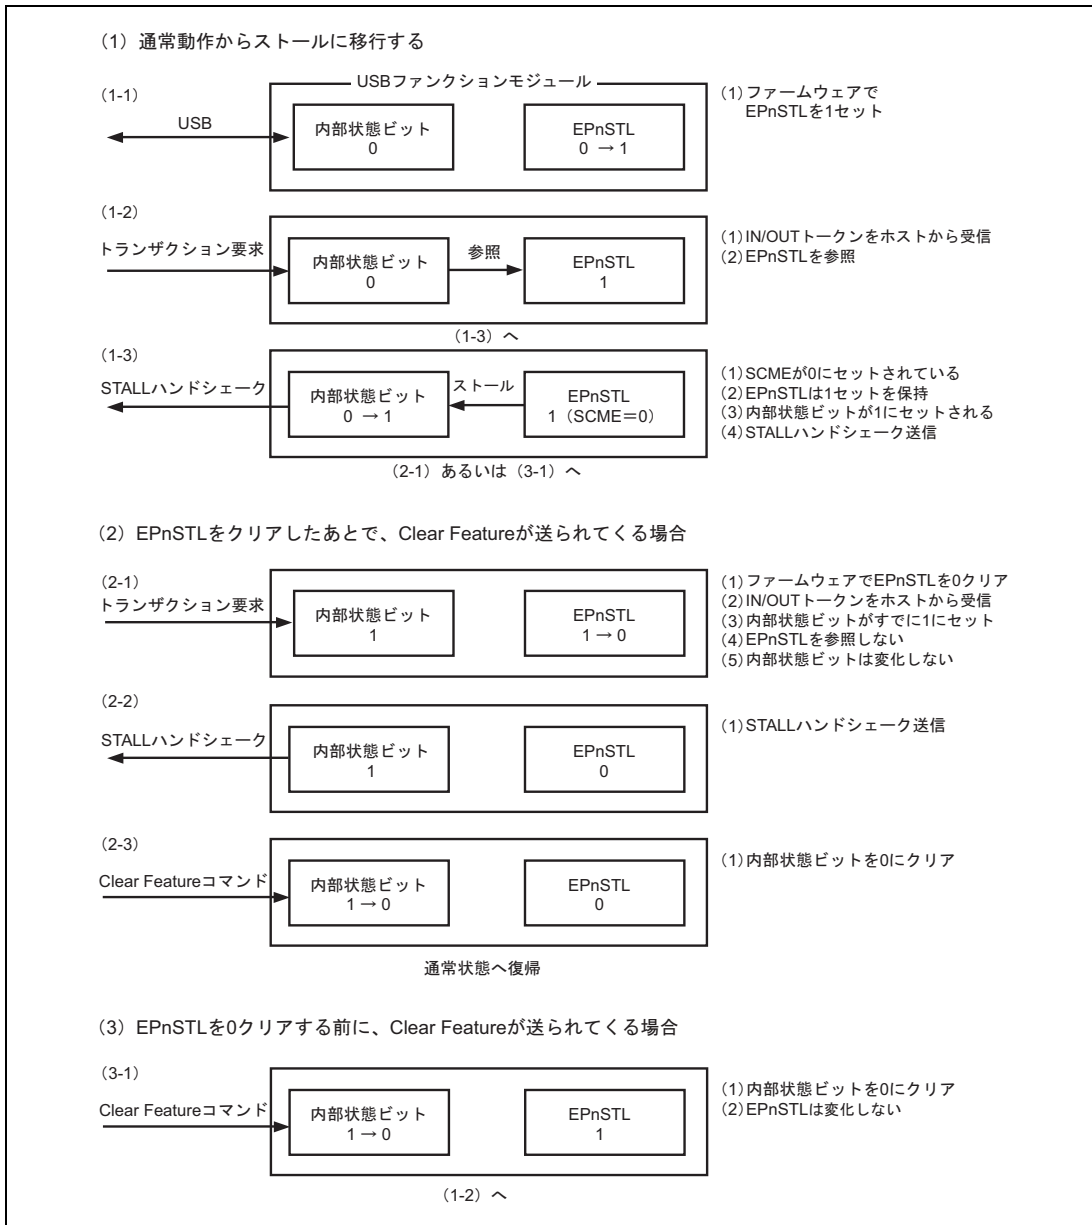 （1）通常動作からストールに移行する
（1-1）
USB
USBファンクションモジュール
内部状態ビット
0
EPnSTL
0 → 1
（1）ファームウェアで
EPnSTLを1セット
（1-2）
トランザクション要求
内部状態ビット
0
参照
EPnSTL
1
（1）IN/OUTトークンをホストから受信
（2）EPnSTLを参照
（1-3）へ
（1-3）
STALLハンドシェーク
内部状態ビット
0 → 1
ストール
EPnSTL
1（SCME＝0）
（1）SCMEが0にセットされている
（2）EPnSTLは1セットを保持
（3）内部状態ビットが1にセットされる
（4）STALLハンドシェーク送信
（2-1）あるいは（3-1）へ
（2）EPnSTLをクリアしたあとで、Clear Featureが送られてくる場合
（2-1）
トランザクション要求
内部状態ビット
1
EPnSTL
1 → 0
（1）ファームウェアでEPnSTLを0クリア
（2）IN/OUTトークンをホストから受信
（3）内部状態ビットがすでに1にセット
（4）EPnSTLを参照しない
（5）内部状態ビットは変化しない
（2-2）
STALLハンドシェーク
内部状態ビット
1
EPnSTL
0
（1）STALLハンドシェーク送信
（2-3）
Clear Featureコマンド
内部状態ビット
1 → 0
EPnSTL
0
（1）内部状態ビットを0にクリア
通常状態へ復帰
（3）EPnSTLを0クリアする前に、Clear Featureが送られてくる場合
（3-1）
Clear Featureコマンド
内部状態ビット
1 → 0
EPnSTL
1
（1）内部状態ビットを0にクリア
（2）EPnSTLは変化しない
（1-2）へ